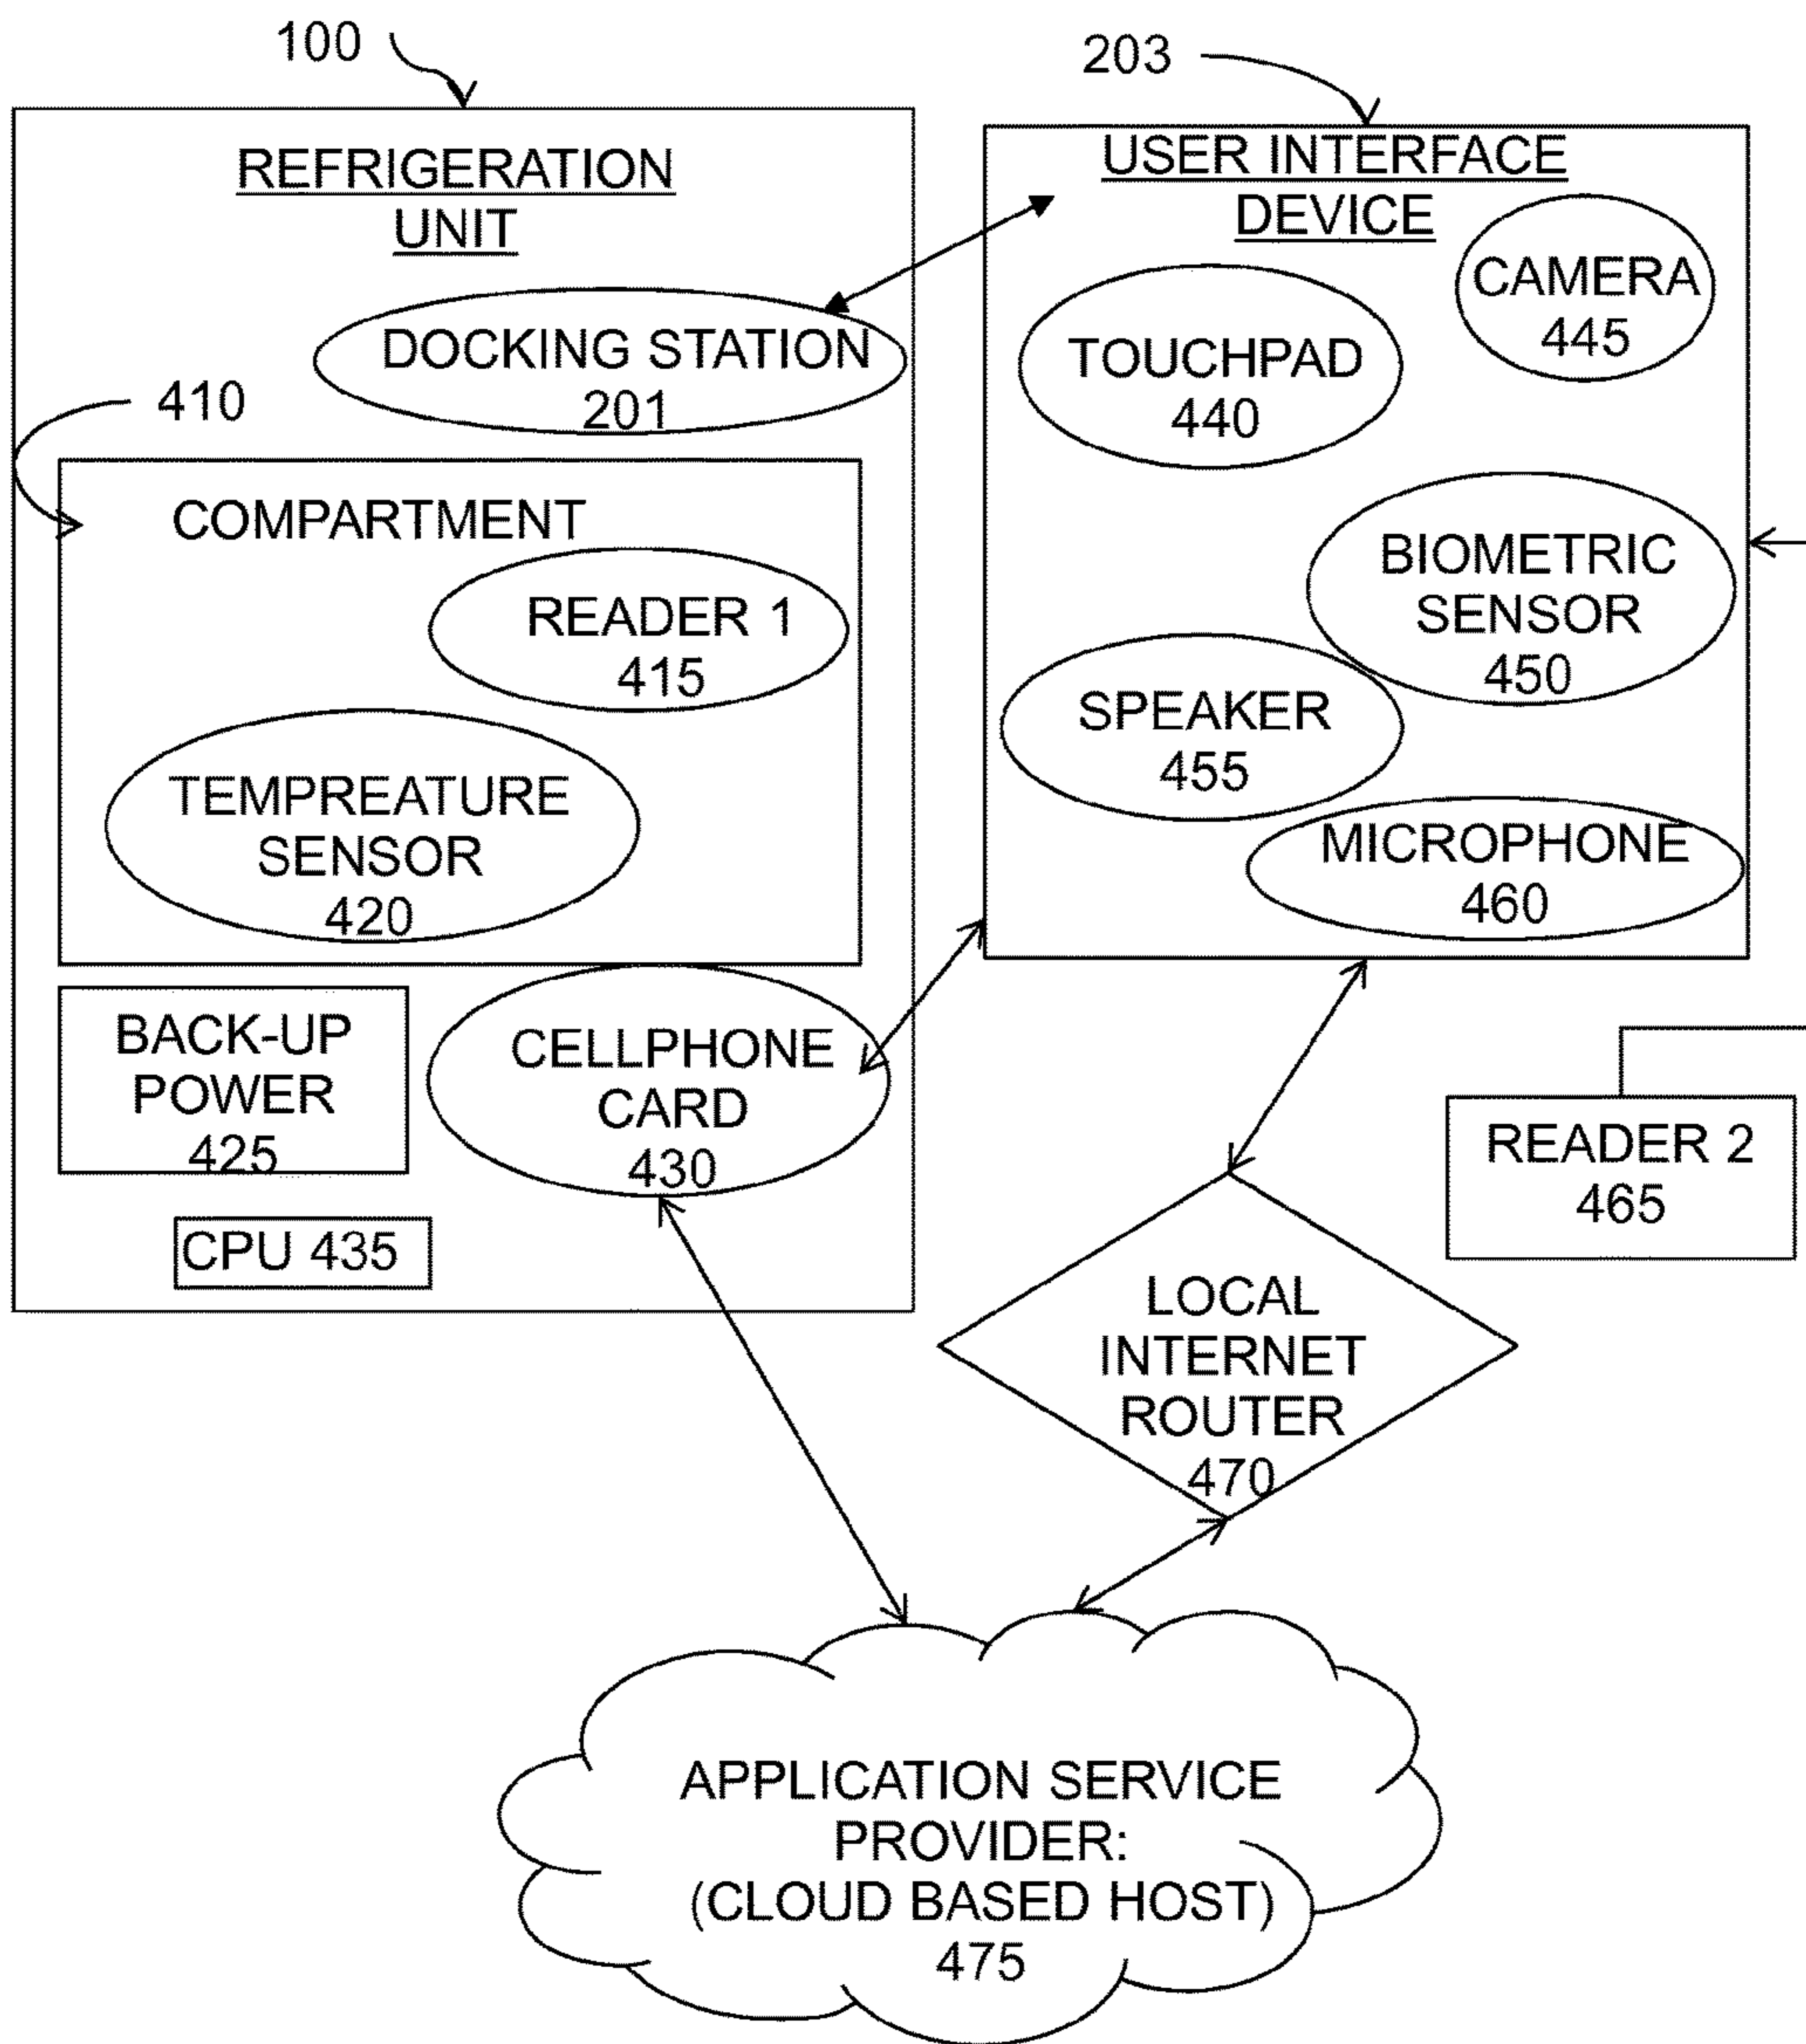 100
203
REFRIGERATION
UNIT
DOCKING STATION
201
410
COMPARTMENT
READER 1
415
TEMPREATURE
SENSOR
420
BACK-UP
POWER
425
CELLPHONE
CARD
430
CPU 435
USER INTERFACE
DEVICE
CAMERA
445
TOUCHPAD
440
BIOMETRIC
SENSOR
450
SPEAKER
455
MICROPHONE
460
READER 2
465
LOCAL
INTERNET
ROUTER
470
APPLICATION SERVICE
PROVIDER:
(CLOUD BASED HOST)
475